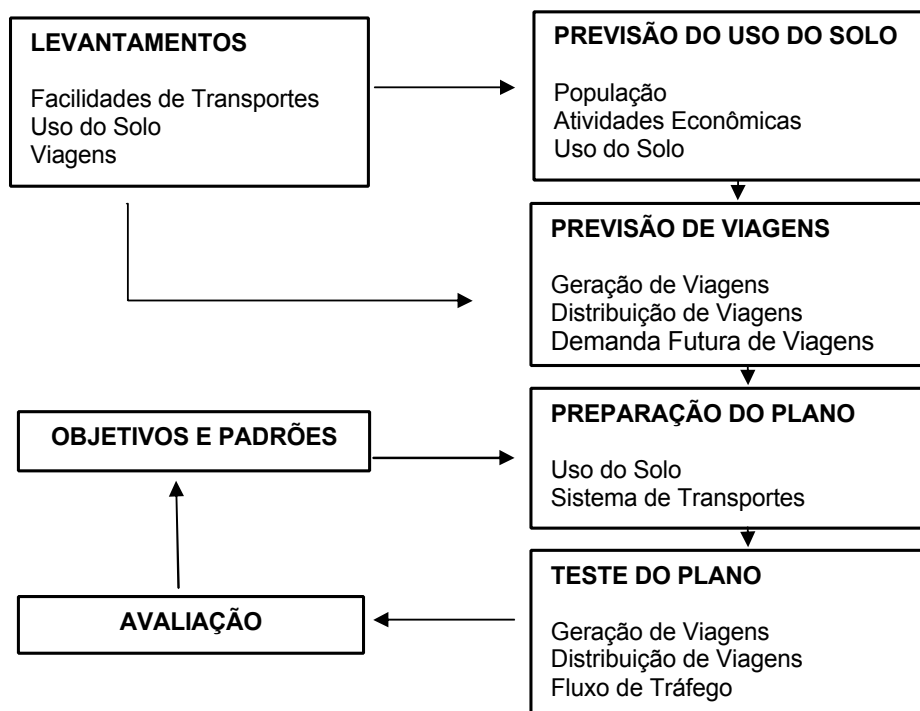 LEVANTAMENTOS
Facilidades de Transportes
Uso do Solo
Viagens
PREVISÃO DO USO DO SOLO
População
Atividades Econômicas
Uso do Solo
PREVISÃO DE VIAGENS
Geração de Viagens
Distribuição de Viagens
Demanda Futura de Viagens
OBJETIVOS E PADRÕES
PREPARAÇÃO DO PLANO
Uso do Solo
Sistema de Transportes
TESTE DO PLANO
Geração de Viagens
Distribuição de Viagens
Fluxo de Tráfego
AVALIAÇÃO